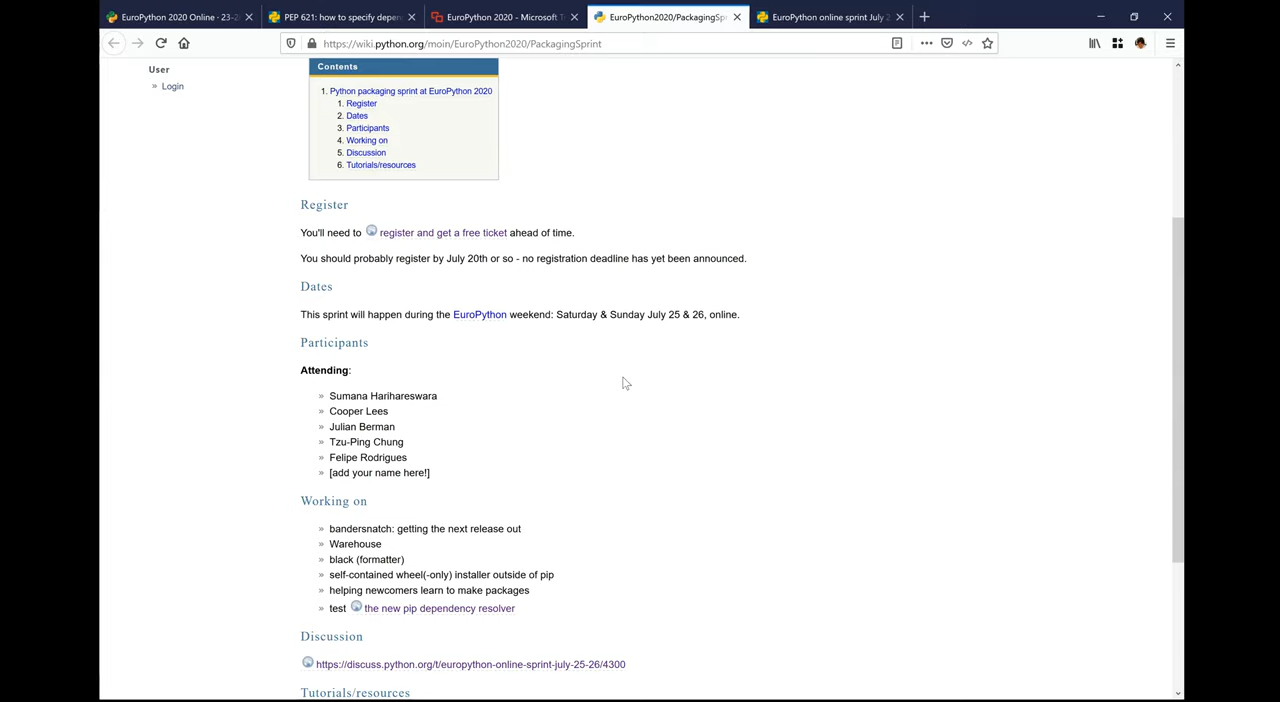 EuroPython 2020 Online · 23-2
PEP 621: how to specify depen
EuroPython 2020 - Microsoft T
EuroPython2020/PackagingSp
EuroPython online sprint July 2
https://wiki.python.org/moin/EuroPython2020/PackagingSprint
User
» Login
Contents
1. Python packaging sprint at EuroPython 2020
1. Register
2. Dates
3. Participants
4. Working on
5. Discussion
6. Tutorials/resources
Register
You'll need to register and get a free ticket ahead of time.
You should probably register by July 20th or so - no registration deadline has yet been announced.
Dates
This sprint will happen during the EuroPython weekend: Saturday & Sunday July 25 & 26, online.
Participants
Attending:
» Sumana Harihareswara
» Cooper Lees
» Julian Berman
» Tzu-Ping Chung
» Felipe Rodrigues
» [add your name here!]
Working on
» bandersnatch: getting the next release out
» Warehouse
» black (formatter)
» self-contained wheel(-only) installer outside of pip
» helping newcomers learn to make packages
» test the new pip dependency resolver
Discussion
https://discuss.python.org/t/europython-online-sprint-july-25-26/4300
Tutorials/resources